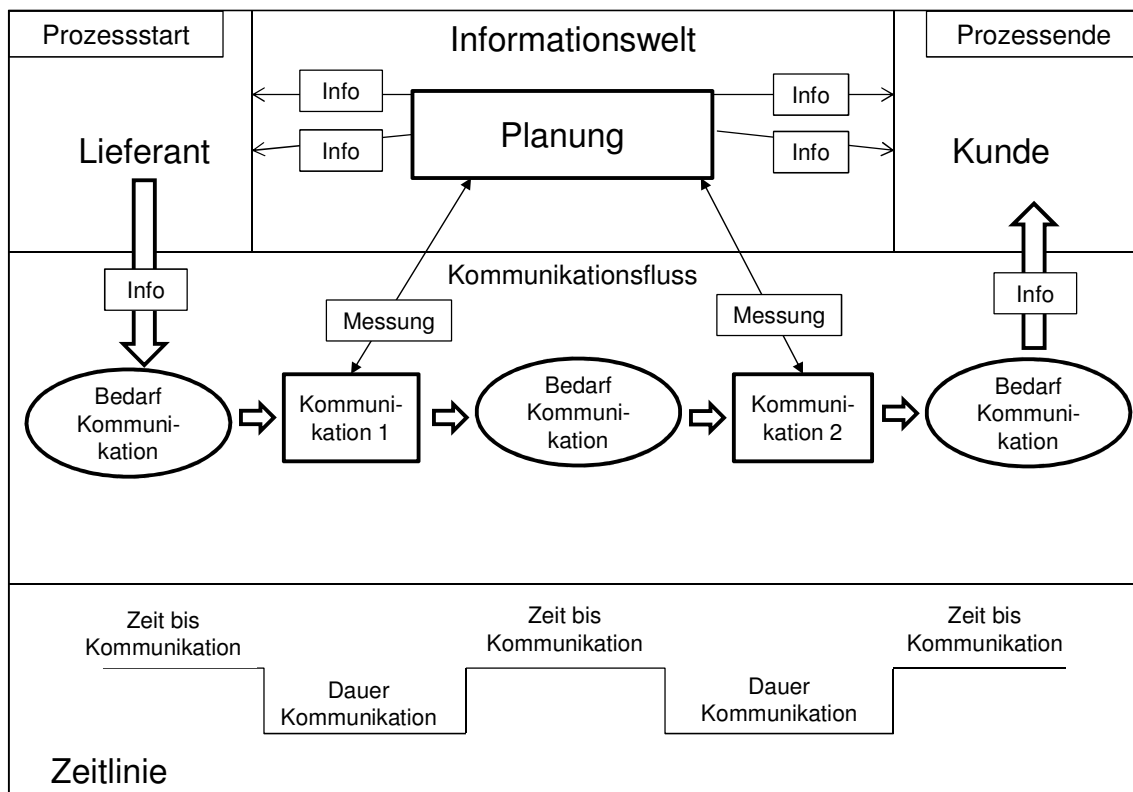 Prozessstart
Informationswelt
Prozessende
Info
Info
Info
Info
Lieferant
Planung
Kunde
Kommunikationsfluss
Info
Messung
Messung
Info
Bedarf
Kommuni-
kation
Kommuni-
kation 1
Bedarf
Kommuni-
kation
Kommuni-
kation 2
Bedarf
Kommuni-
kation
Zeit bis
Kommunikation
Dauer
Kommunikation
Zeit bis
Kommunikation
Dauer
Kommunikation
Zeit bis
Kommunikation
Zeitlinie